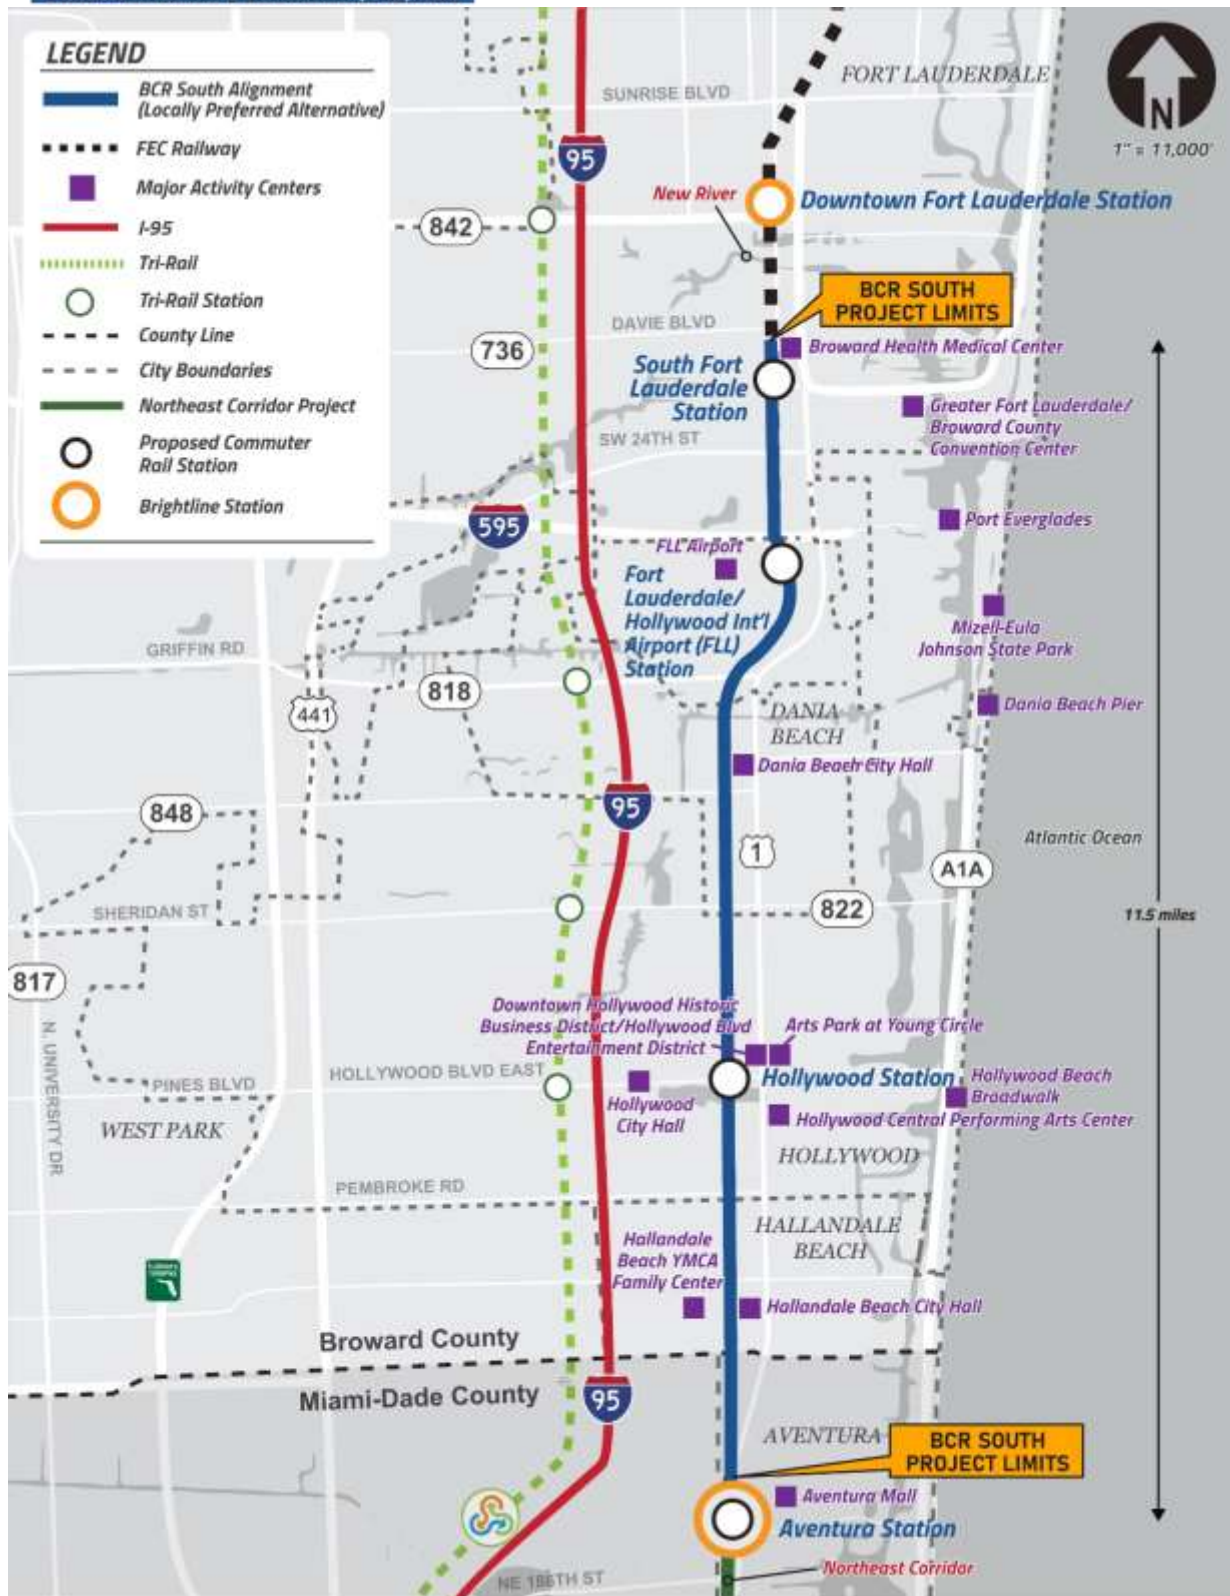 LEGEND
BCR South Alignment
(Locally Preferred Alternative)
FEC Railway
Major Activity Centers
I-95
Tri-Rail
Tri-Rail Station
County Line
City Boundaries
Northeast Corridor Project
Proposed Commuter
Rail Station
Brightline Station
FORT LAUDERDALE
N
1" = 11,000'
SUNRISE BLVD
95
New River
Downtown Fort Lauderdale Station
842
BCR SOUTH
PROJECT LIMITS
DAVIE BLVD
736
Broward Health Medical Center
South Fort
Lauderdale
Station
Greater Fort Lauderdale/
Broward County
Convention Center
SW 24TH ST
595
Port Everglades
FLL Airport
Fort
Lauderdale/
Hollywood Int'l
Airport (FLL)
Station
Mizell-Eula
Johnson State Park
GRIFFIN RD
818
441
DANIA
BEACH
Dania Beach Pier
Dania Beach City Hall
95
848
1
Atlantic Ocean
A1A
SHERIDAN ST
822
11.5 miles
817
N. UNIVERSITY DR
Downtown Hollywood Historic
Business District/Hollywood Blvd
Entertainment District
Arts Park at Young Circle
HOLLYWOOD BLVD EAST
PINES BLVD
Hollywood Station
Hollywood Beach
Broadwalk
Hollywood
City Hall
Hollywood Central Performing Arts Center
WEST PARK
HOLLYWOOD
PEMBROKE RD
HALLANDALE
BEACH
Hallandale
Beach YMCA
Family Center
Hallandale Beach City Hall
Broward County
Miami-Dade County
95
AVENTURA
BCR SOUTH
PROJECT LIMITS
Aventura Mall
Aventura Station
Northeast Corridor
NE 186TH ST